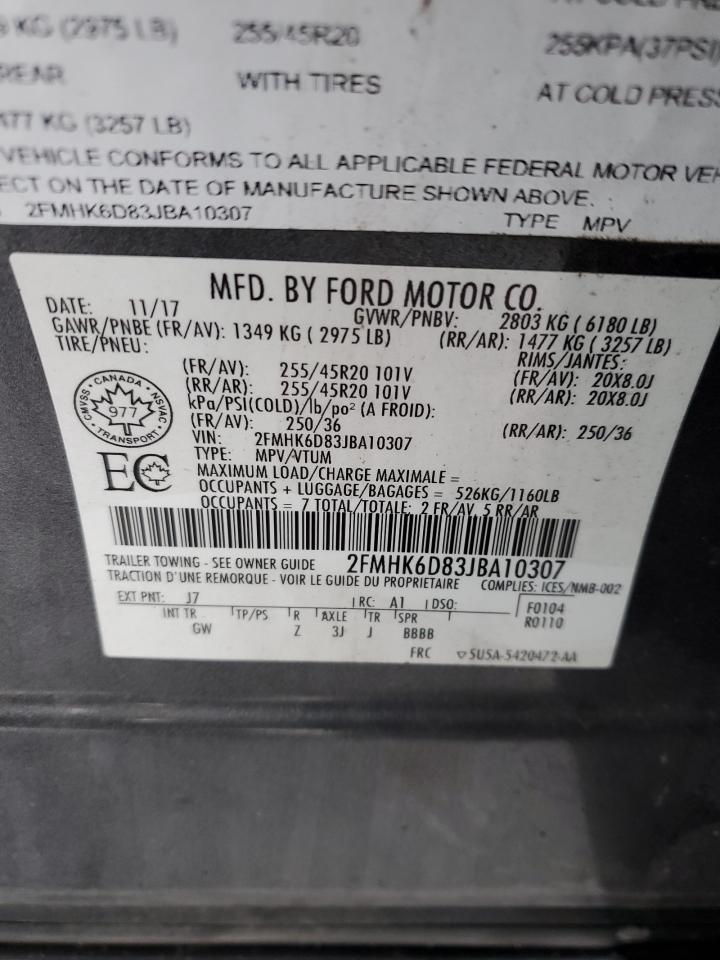 KG (2975 LB) 255/45R20 255KPA(37PSI)
REAR WITH TIRES AT COLD PRESS
477 KG (3257 LB)
VEHICLE CONFORMS TO ALL APPLICABLE FEDERAL MOTOR VEH
ECT ON THE DATE OF MANUFACTURE SHOWN ABOVE.
2FMHK6D83JBA10307 TYPE MPV
MFD. BY FORD MOTOR CO.
DATE: 11/17 GVWR/PNBV: 2803 KG ( 6180 LB)
GAWR/PNBE (FR/AV): 1349 KG ( 2975 LB) (RR/AR): 1477 KG ( 3257 LB)
TIRE/PNEU: RIMS/JANTES:
(FR/AV): 255/45R20 101V (FR/AV): 20X8.0J
(RR/AR): 255/45R20 101V (RR/AR): 20X8.0J
kPa/PSI(COLD)/lb/po² (A FROID):
(FR/AV): 250/36 (RR/AR): 250/36
CANADA
CMVSS NSVAC
977
TRANSPORT
VIN: 2FMHK6D83JBA10307
TYPE: MPV/VTUM
EC
MAXIMUM LOAD/CHARGE MAXIMALE =
OCCUPANTS + LUGGAGE/BAGAGES = 526KG/1160LB
OCCUPANTS = 7 TOTAL/TOTALE: 2 FR/AV, 5 RR/AR
TRAILER TOWING - SEE OWNER GUIDE 2FMHK6D83JBA10307
TRACTION D'UNE REMORQUE - VOIR LE GUIDE DU PROPRIETAIRE COMPLIES: ICES/NMB-002
EXT PNT: J7 RC: A1 DSO: F0104
INT TR TP/PS R AXLE TR SPR R0110
GW Z 3J J BBBB
FRC 5U5A-5420472-AA